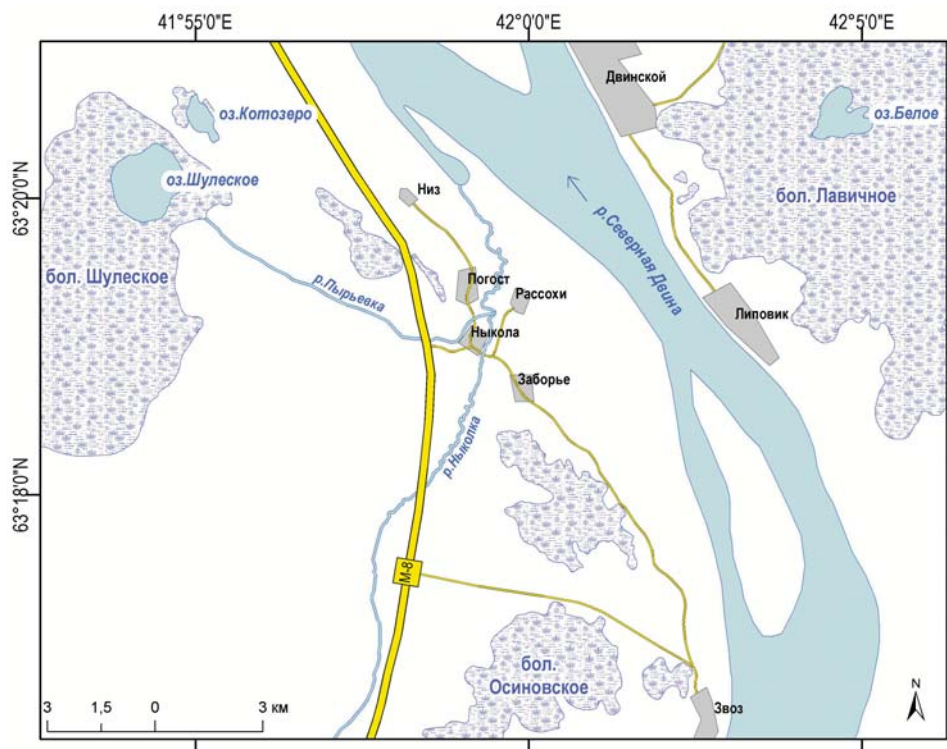 41°55'0"E
42°0'0"E
42°5'0"E
Двинской
оз.Котозеро
оз.Белое
оз.Шулеское
63°20'0"N
Низ
бол. Лавичное
р.Северная Двина
бол. Шулеское
Погост
р.Пырьевка
Рассохи
Липовик
Ныкола
Заборье
р.Ныколка
63°18'0"N
М-8
бол.
Осиновское
Звоз
N
3 1,5 0 3 км